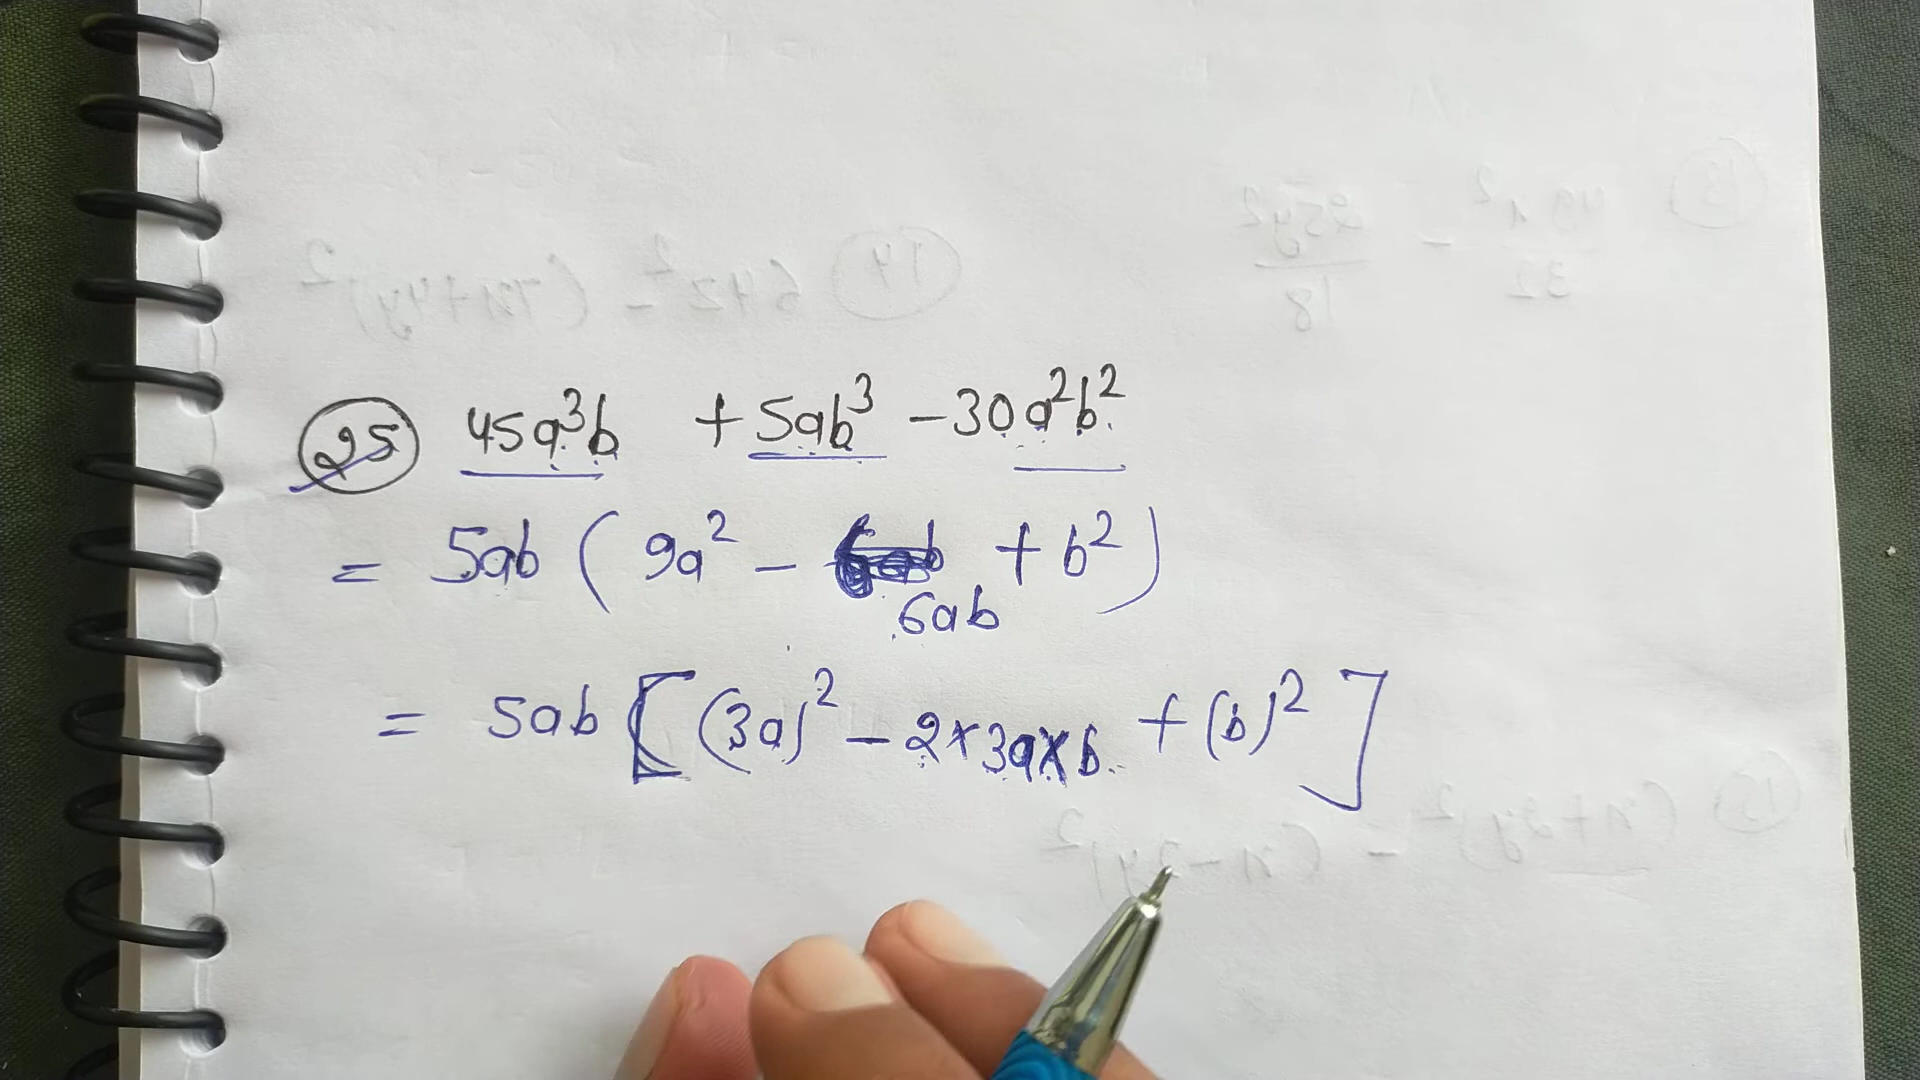 25 45a³b + 5ab³ - 30a²b²
= 5ab ( 9a² - 6ab + b² )
= 5ab [ (3a)² - 2×3a×b + (b)² ]